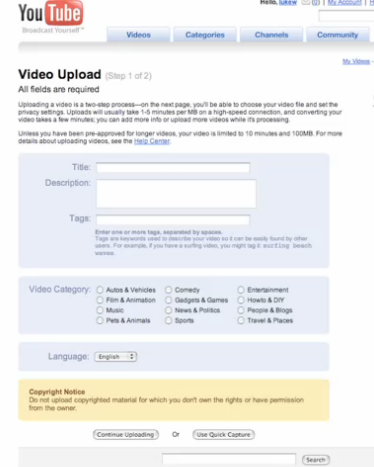 YouTube
Hello, lukew (0) | My Account |
Broadcast Yourself™
Videos Categories Channels Community
My Videos
Video Upload (Step 1 of 2)
All fields are required
Uploading a video is a two-step process—on the next page, you'll be able to choose your video file and set the
privacy settings. Uploads will usually take 1-5 minutes per MB on a high-speed connection, and converting your
video takes a few minutes; you can add more info or upload more videos while it's processing.
Unless you have been pre-approved for longer videos, your video is limited to 10 minutes and 100MB. For more
details about uploading videos, see the Help Center.
Title:
Description:
Tags:
Enter one or more tags, separated by spaces.
Tags are keywords used to describe your video so it can be easily found by other
users. For example, if you have a surfing video, you might tag it surfing beach
waves.
Video Category: Autos & Vehicles Comedy Entertainment
Film & Animation Gadgets & Games Howto & DIY
Music News & Politics People & Blogs
Pets & Animals Sports Travel & Places
Language: English
Copyright Notice
Do not upload copyrighted material for which you don't own the rights or have permission
from the owner.
Continue Uploading Or Use Quick Capture
Search